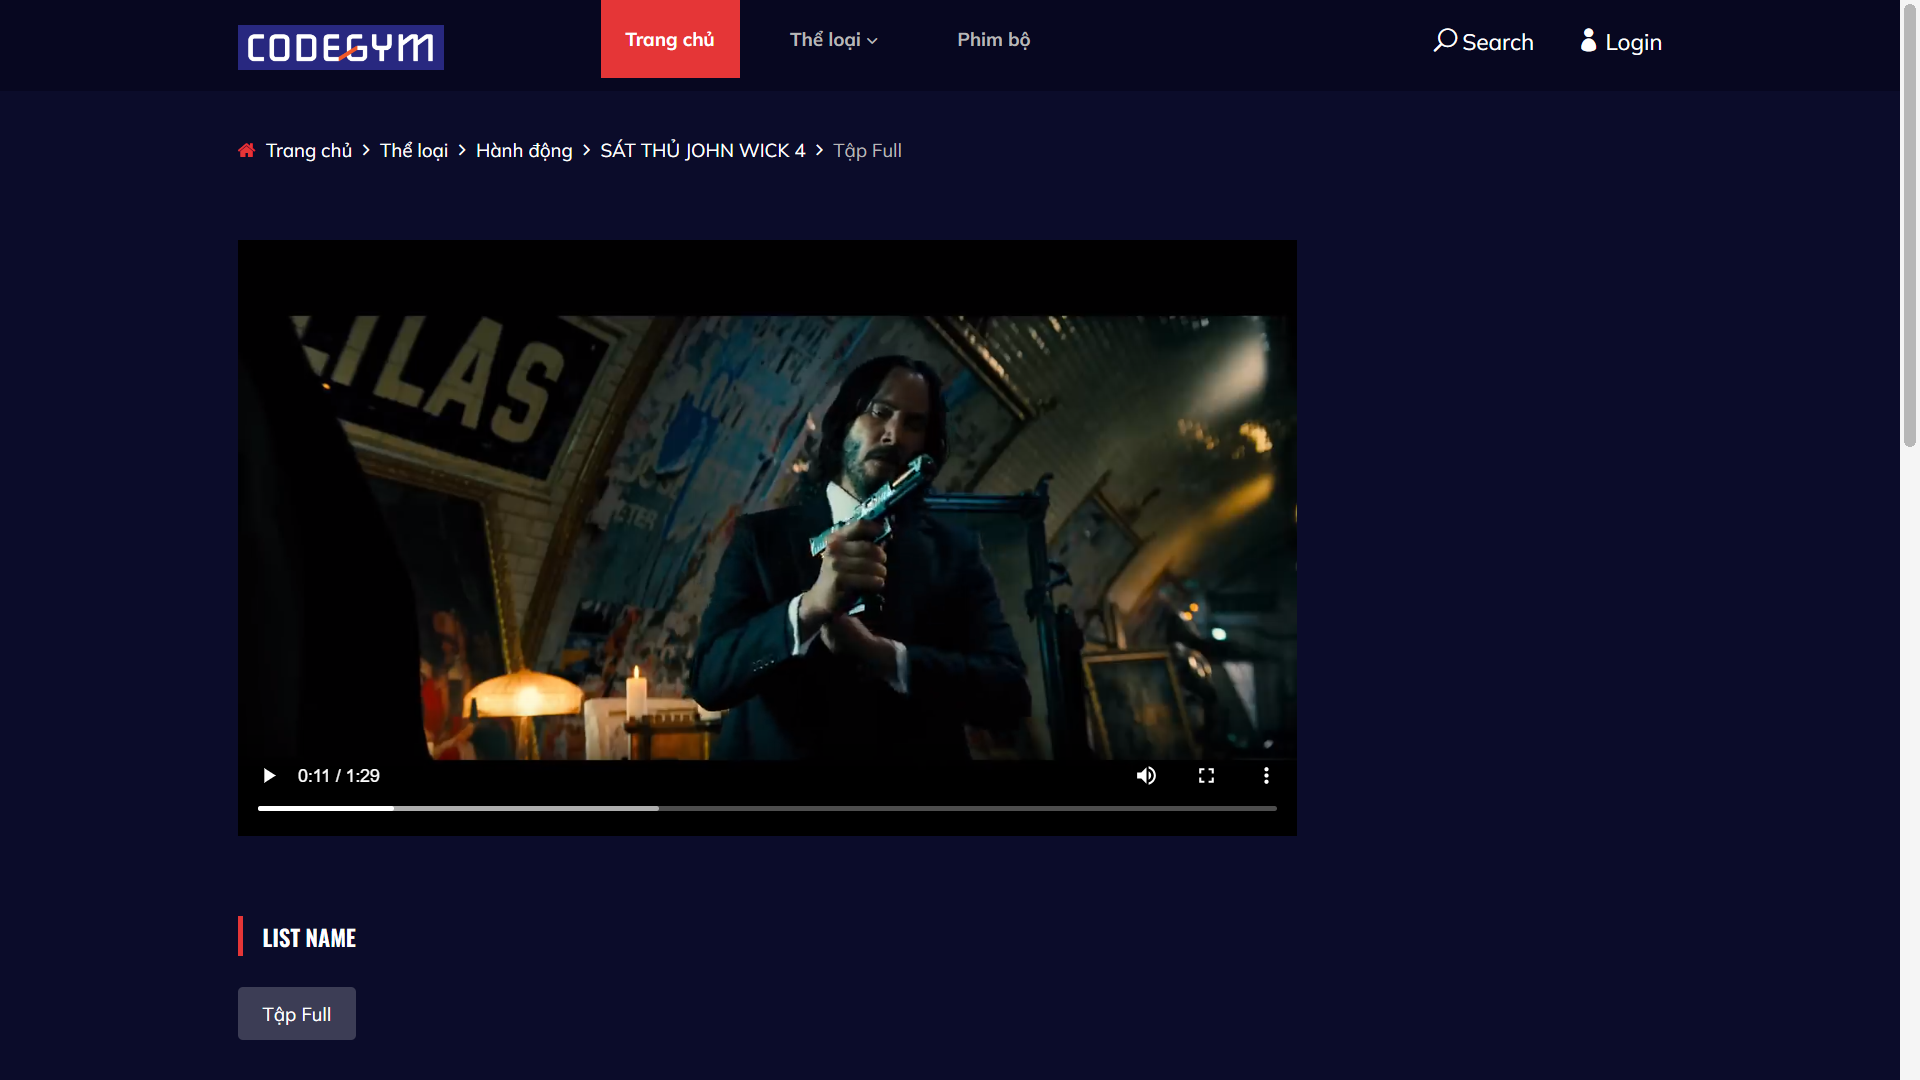 CODEGYM
Trang chủ
Thể loại
Phim bộ
Search
Login
Trang chủ
Thể loại
Hành động
SÁT THỦ JOHN WICK 4
Tập Full
LILAS
0:11 / 1:29
LIST NAME
Tập Full